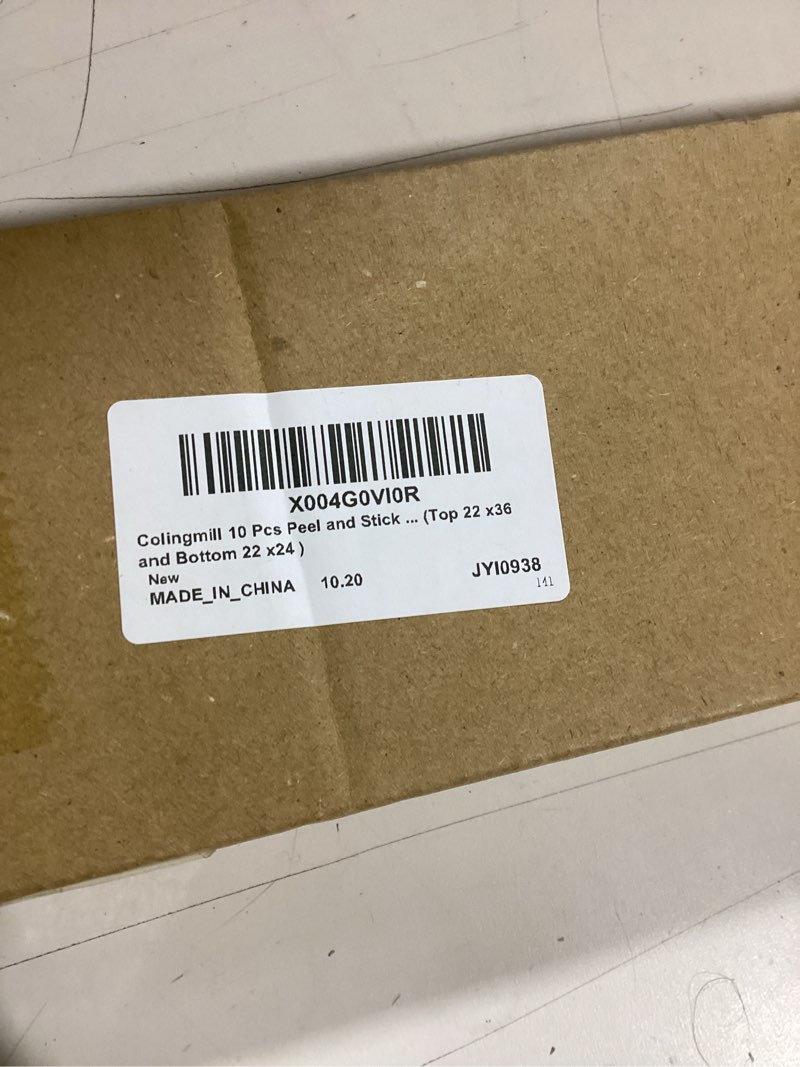 X004G0VI0R
Colingmill 10 Pcs Peel and Stick ... (Top 22 x36
and Bottom 22 x24 )
New
MADE_IN_CHINA 10.20 JYI0938
141